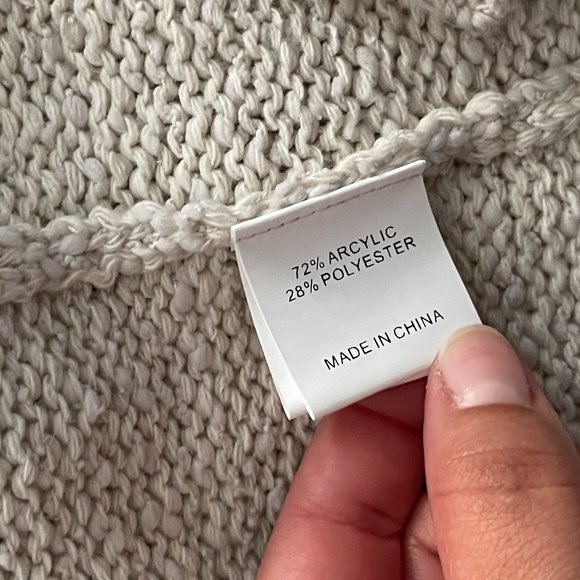 72% ARCYLIC
28% POLYESTER
MADE IN CHINA